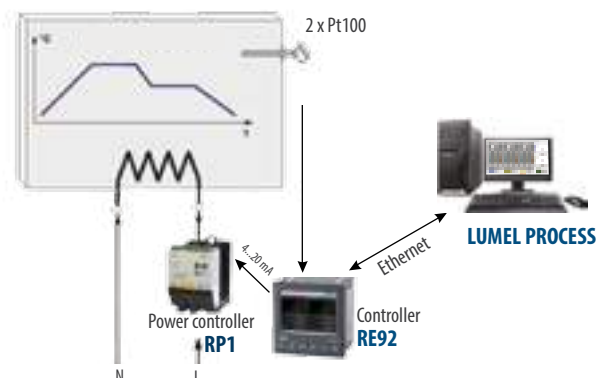 °C
2 x Pt100
t
LUMEL PROCESS
Ethernet
4...20 mA
Controller
RE92
Power controller
RP1
N
L